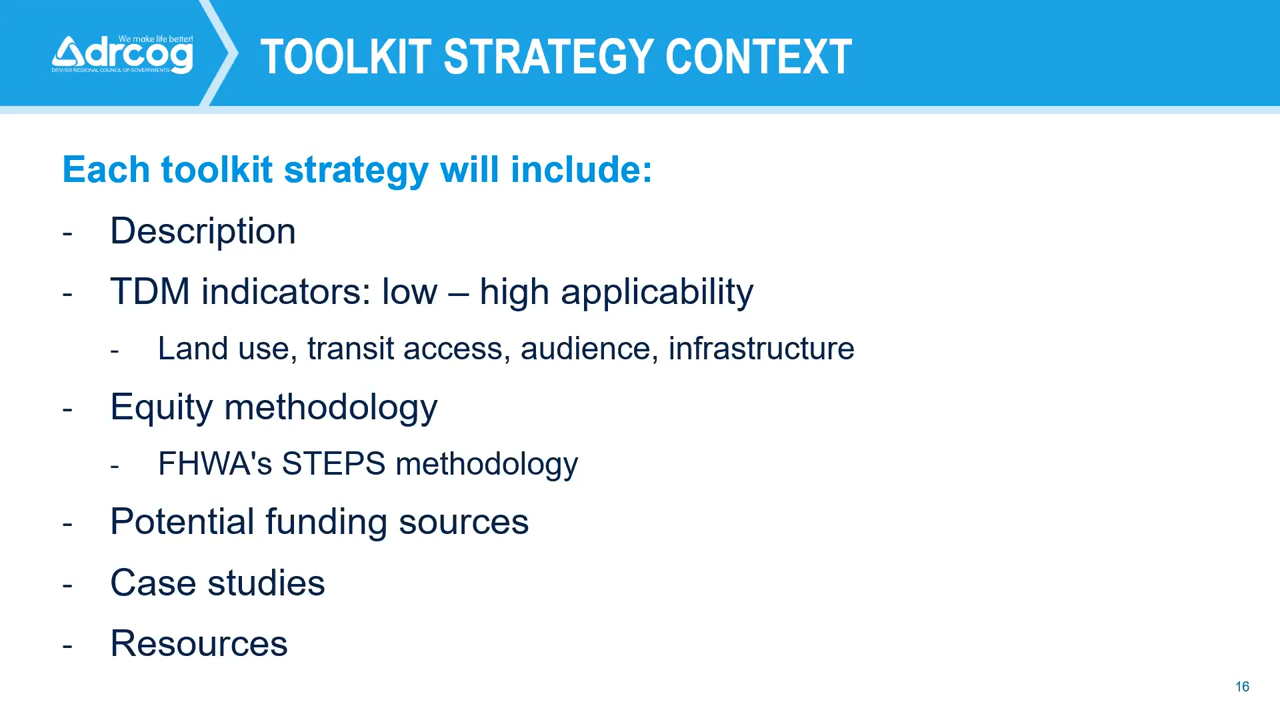 We make life better!
drcog
DENVER REGIONAL COUNCIL OF GOVERNMENTS
TOOLKIT STRATEGY CONTEXT
Each toolkit strategy will include:
- Description
- TDM indicators: low – high applicability
- Land use, transit access, audience, infrastructure
- Equity methodology
- FHWA's STEPS methodology
- Potential funding sources
- Case studies
- Resources
16